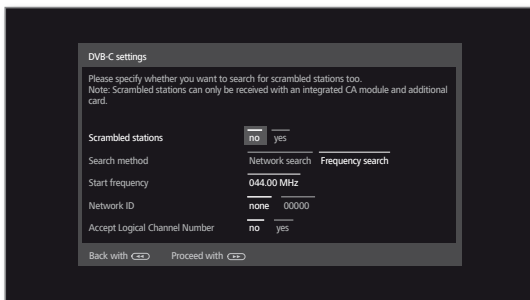 DVB-C settings
Please specify whether you want to search for scrambled stations too.
Note: Scrambled stations can only be received with an integrated CA module and additional
card.
Scrambled stations no yes
Search method Network search Frequency search
Start frequency 044.00 MHz
Network ID none 00000
Accept Logical Channel Number no yes
Back with Proceed with